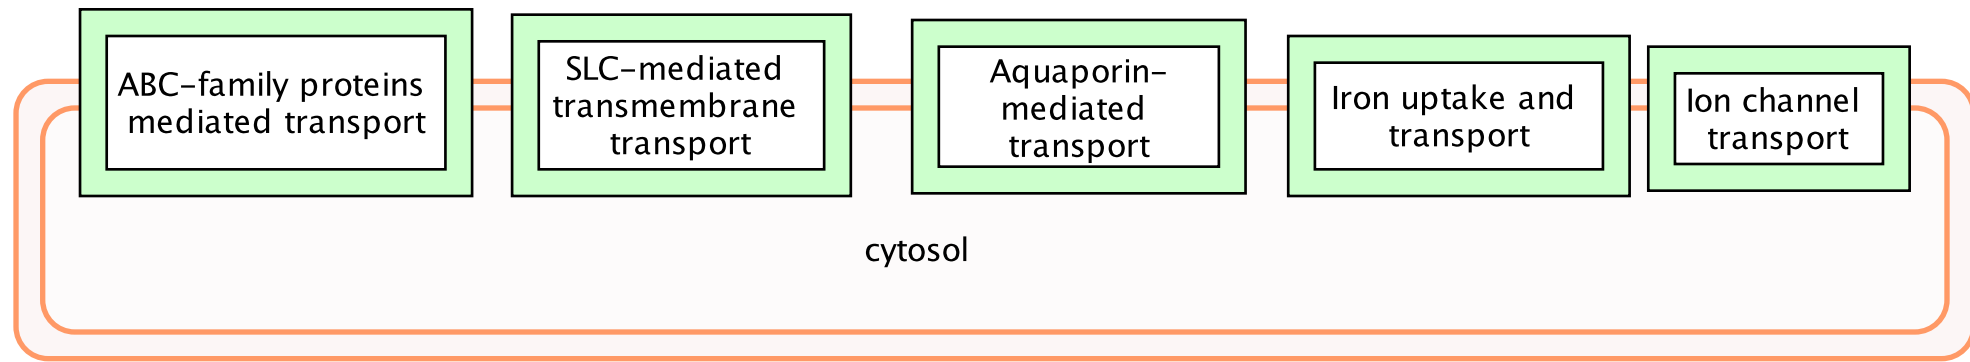 ABC-family proteins
mediated transport
SLC-mediated
transmembrane
transport
Aquaporin-
mediated
transport
Iron uptake and
transport
Ion channel
transport
cytosol